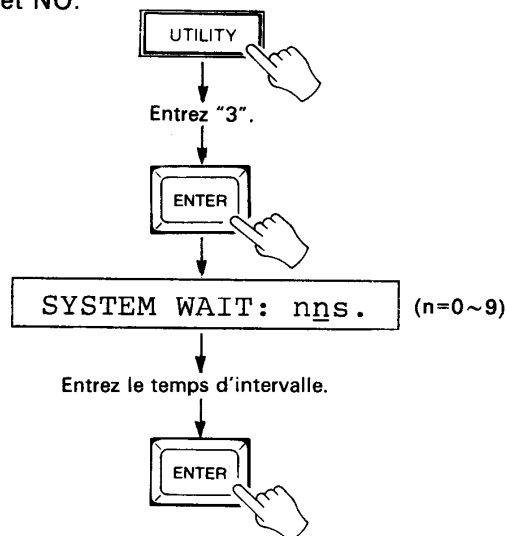 et NO.
UTILITY
Entrez "3".
ENTER
SYSTEM WAIT: nns. (n=0~9)
Entrez le temps d'intervalle.
ENTER